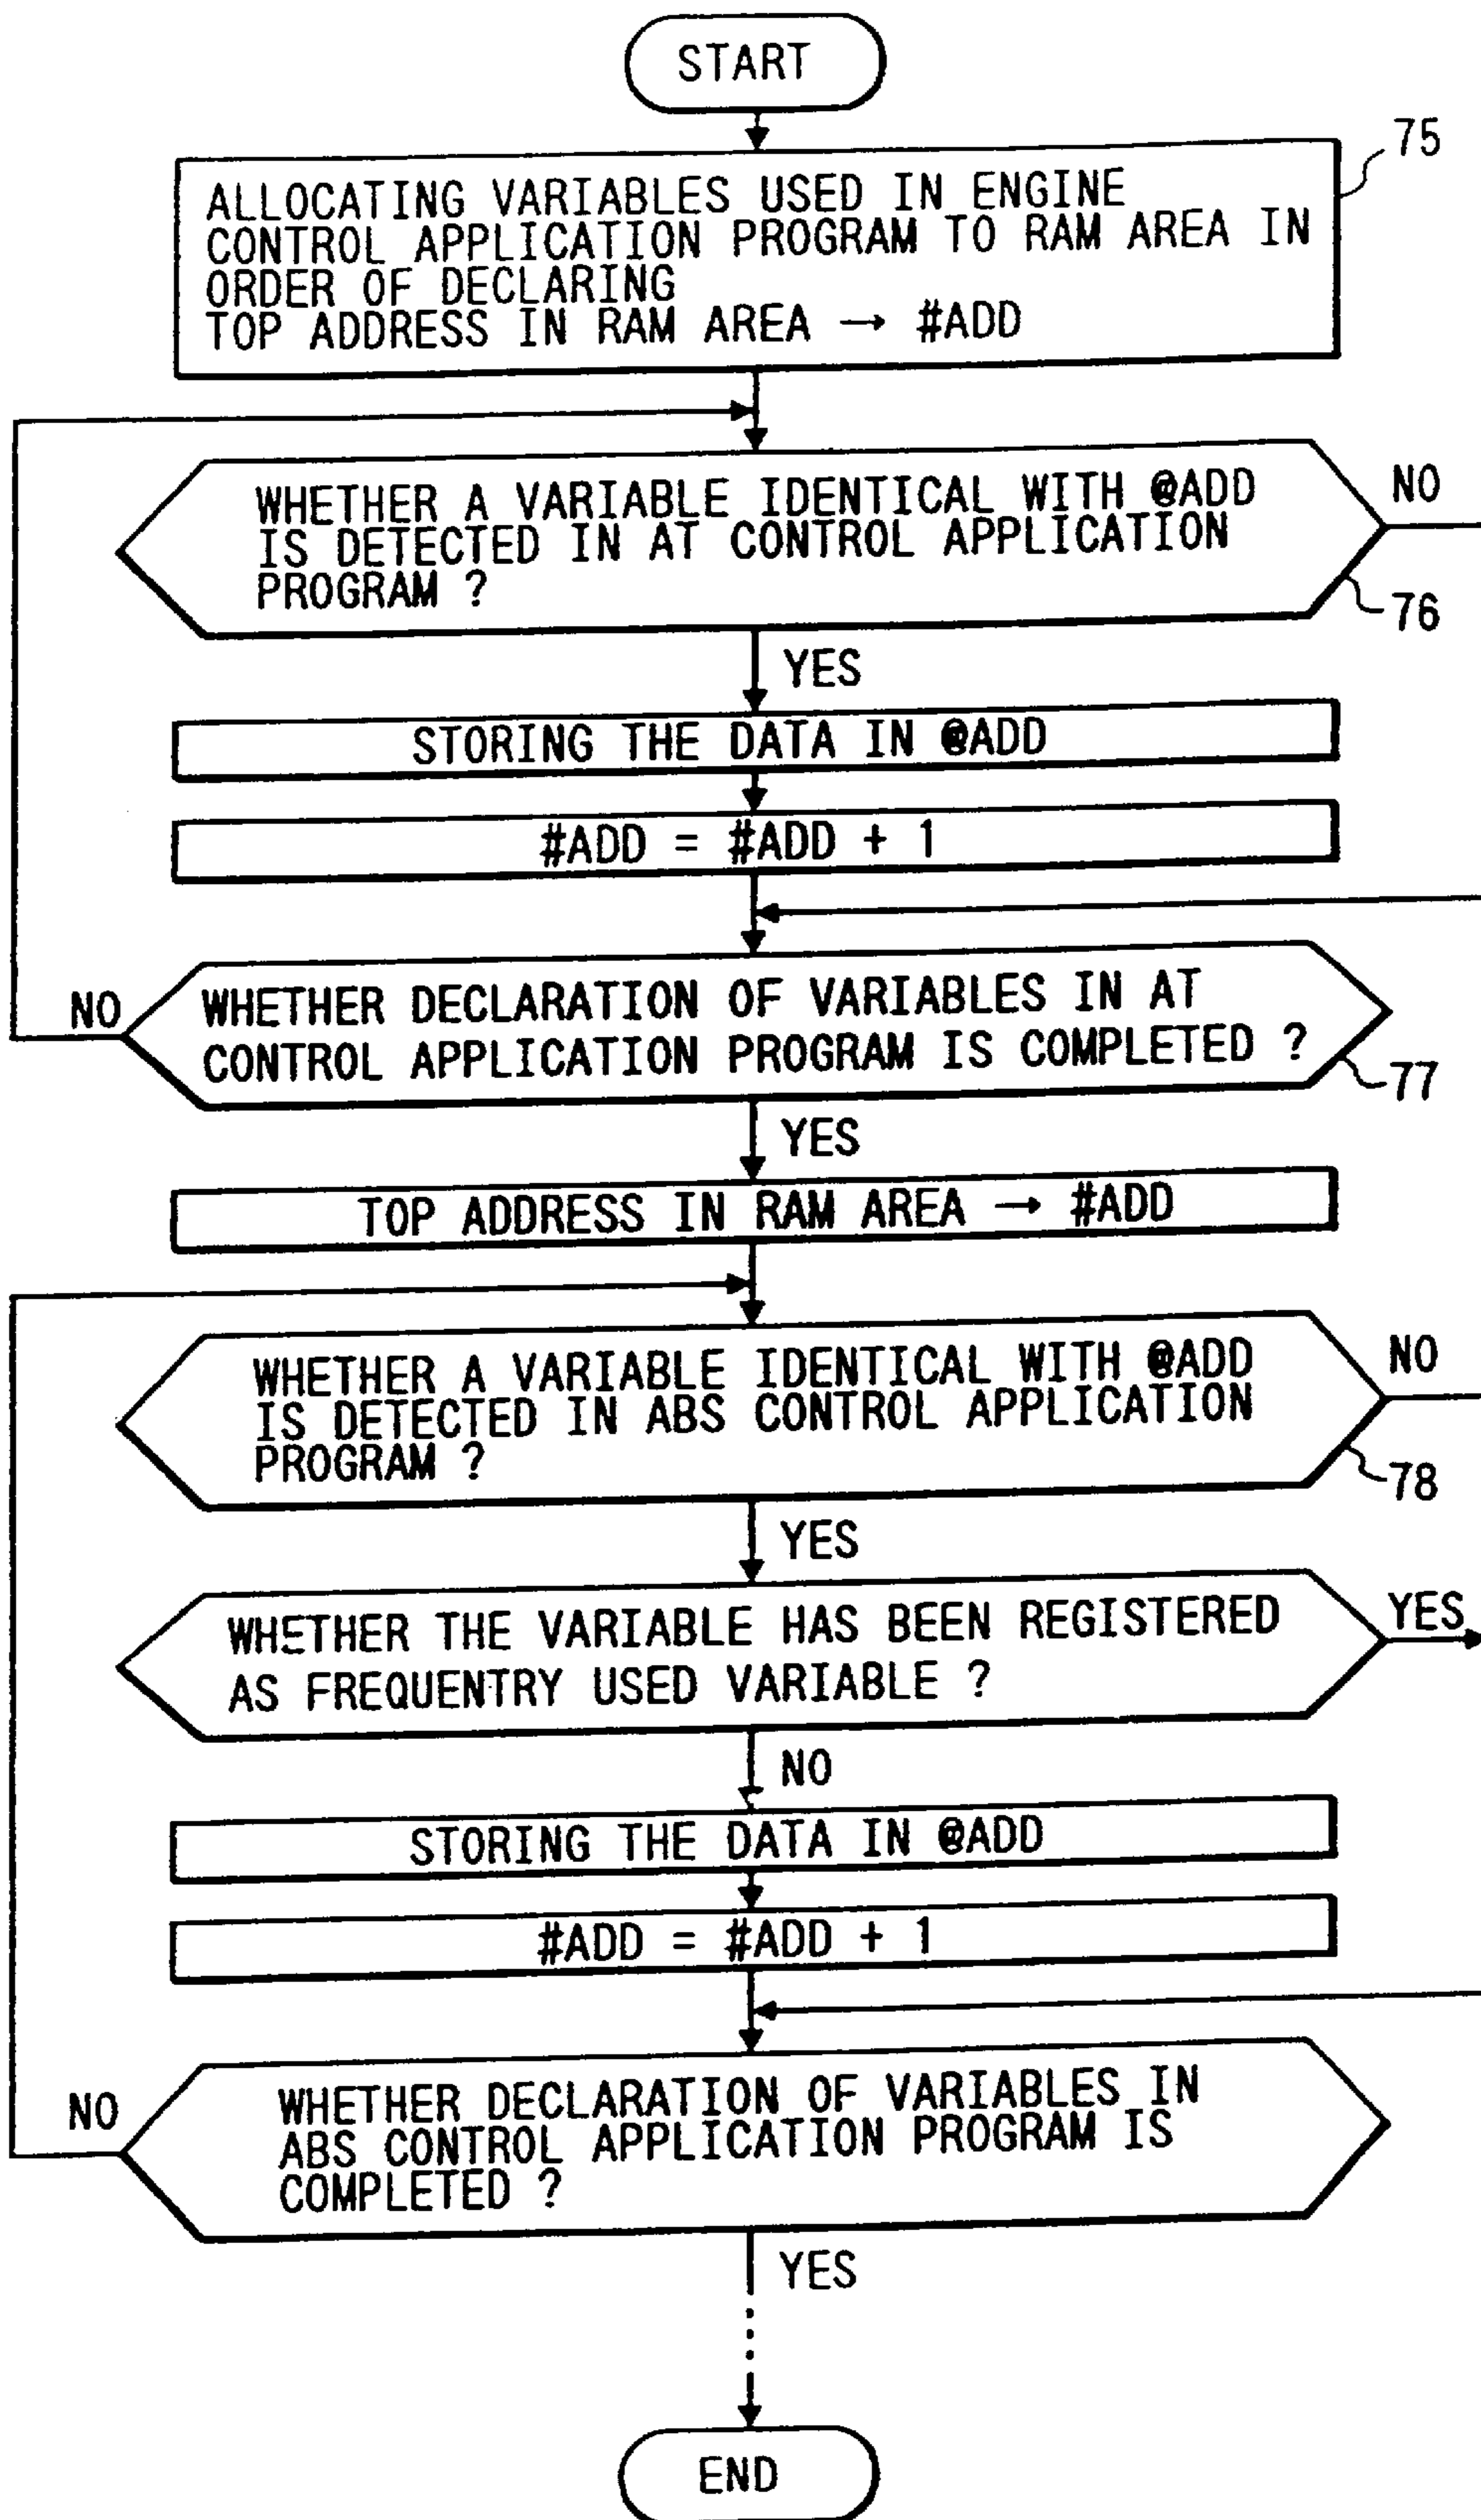 START
75
ALLOCATING VARIABLES USED IN ENGINE
CONTROL APPLICATION PROGRAM TO RAM AREA IN
ORDER OF DECLARING
TOP ADDRESS IN RAM AREA → #ADD
WHETHER A VARIABLE IDENTICAL WITH @ADD
IS DETECTED IN AT CONTROL APPLICATION
PROGRAM ?
NO
76
YES
STORING THE DATA IN @ADD
#ADD = #ADD + 1
NO
WHETHER DECLARATION OF VARIABLES IN AT
CONTROL APPLICATION PROGRAM IS COMPLETED ?
77
YES
TOP ADDRESS IN RAM AREA → #ADD
WHETHER A VARIABLE IDENTICAL WITH @ADD
IS DETECTED IN ABS CONTROL APPLICATION
PROGRAM ?
NO
78
YES
WHETHER THE VARIABLE HAS BEEN REGISTERED
AS FREQUENTRY USED VARIABLE ?
YES
NO
STORING THE DATA IN @ADD
#ADD = #ADD + 1
NO
WHETHER DECLARATION OF VARIABLES IN
ABS CONTROL APPLICATION PROGRAM IS
COMPLETED ?
YES
END